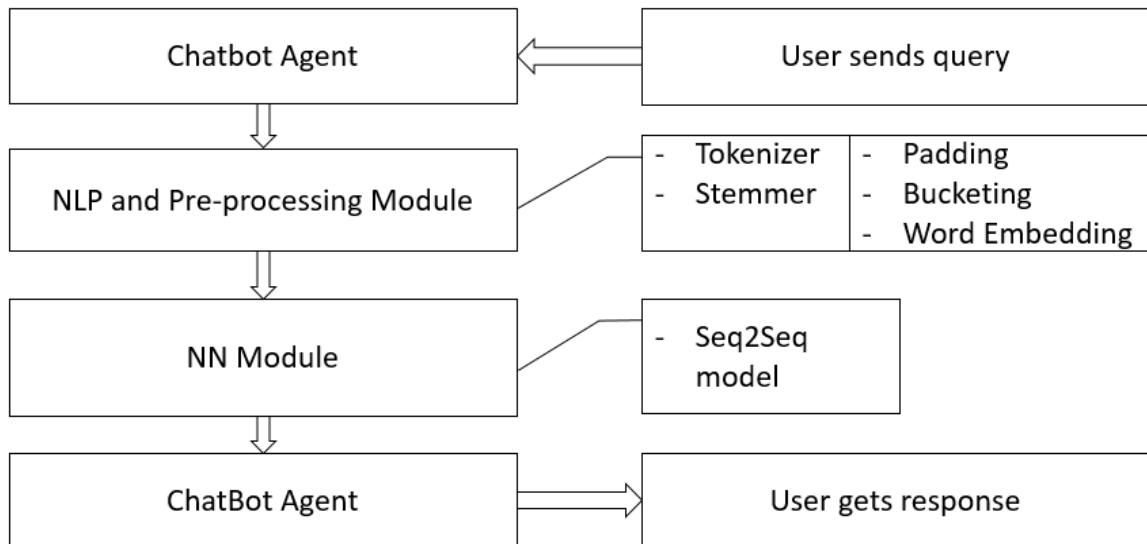 Chatbot Agent
User sends query
NLP and Pre-processing Module
- Tokenizer
- Stemmer
- Padding
- Bucketing
- Word Embedding
NN Module
- Seq2Seq
model
ChatBot Agent
User gets response